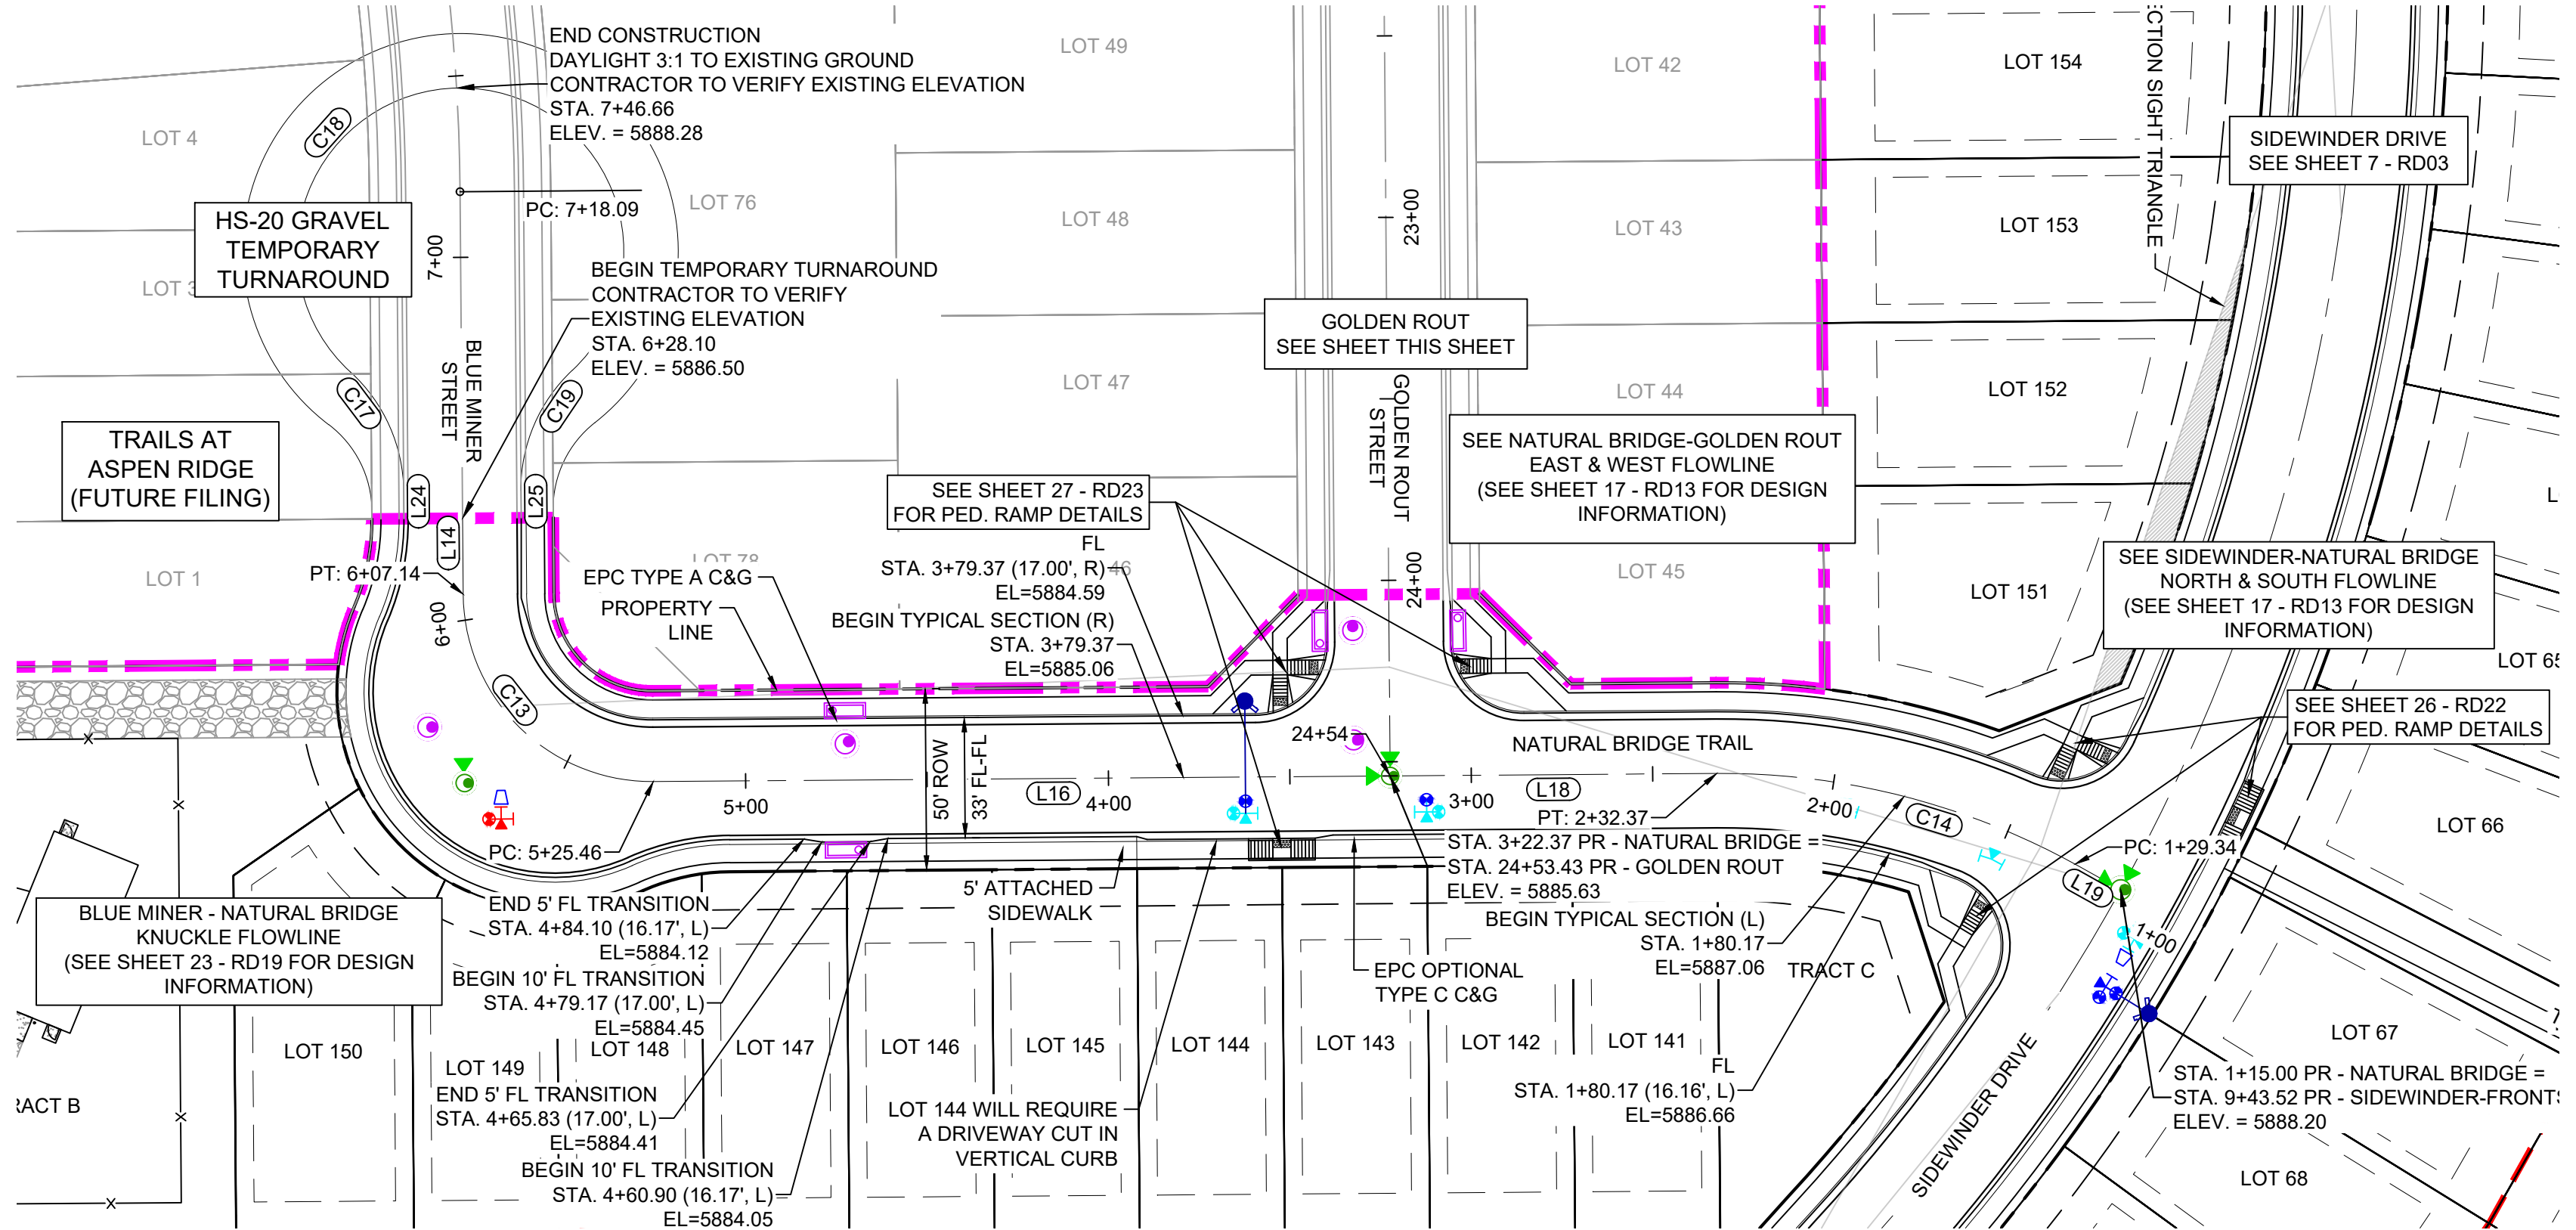 END CONSTRUCTION
DAYLIGHT 3:1 TO EXISTING GROUND
CONTRACTOR TO VERIFY EXISTING ELEVATION
STA. 7+46.66
ELEV. = 5888.28
LOT 49
LOT 42
LOT 154
SIDEWINDER DRIVE
SEE SHEET 7 - RD03
ECTION SIGHT TRIANGLE
LOT 4
C18
HS-20 GRAVEL
TEMPORARY
TURNAROUND
PC: 7+18.09
LOT 76
LOT 48
23+00
LOT 43
LOT 153
LOT 3
7+00
BEGIN TEMPORARY TURNAROUND
CONTRACTOR TO VERIFY
EXISTING ELEVATION
STA. 6+28.10
ELEV. = 5886.50
BLUE MINER
STREET
GOLDEN ROUT
SEE SHEET THIS SHEET
LOT 47
LOT 44
LOT 152
C17
C19
GOLDEN ROUT
STREET
TRAILS AT
ASPEN RIDGE
(FUTURE FILING)
L24
L25
L14
SEE SHEET 27 - RD23
FOR PED. RAMP DETAILS
SEE NATURAL BRIDGE-GOLDEN ROUT
EAST & WEST FLOWLINE
(SEE SHEET 17 - RD13 FOR DESIGN
INFORMATION)
LOT 1
PT: 6+07.14
6+00
LOT 78
EPC TYPE A C&G
PROPERTY
LINE
FL
STA. 3+79.37 (17.00', R)
46
EL=5884.59
BEGIN TYPICAL SECTION (R)
STA. 3+79.37
EL=5885.06
24+00
LOT 45
LOT 151
SEE SIDEWINDER-NATURAL BRIDGE
NORTH & SOUTH FLOWLINE
(SEE SHEET 17 - RD13 FOR DESIGN
INFORMATION)
LOT 65
SEE SHEET 26 - RD22
FOR PED. RAMP DETAILS
C13
24+54
NATURAL BRIDGE TRAIL
50' ROW
33' FL-FL
5+00
L16
4+00
3+00
L18
PT: 2+32.37
2+00
C14
PC: 1+29.34
L19
LOT 66
PC: 5+25.46
STA. 3+22.37 PR - NATURAL BRIDGE =
STA. 24+53.43 PR - GOLDEN ROUT
ELEV. = 5885.63
5' ATTACHED
SIDEWALK
BEGIN TYPICAL SECTION (L)
STA. 1+80.17
EL=5887.06
TRACT C
1+00
BLUE MINER - NATURAL BRIDGE
KNUCKLE FLOWLINE
(SEE SHEET 23 - RD19 FOR DESIGN
INFORMATION)
END 5' FL TRANSITION
STA. 4+84.10 (16.17', L)
EL=5884.12
BEGIN 10' FL TRANSITION
STA. 4+79.17 (17.00', L)
EL=5884.45
EPC OPTIONAL
TYPE C C&G
LOT 150
LOT 149
LOT 148
LOT 147
LOT 146
LOT 145
LOT 144
LOT 143
LOT 142
LOT 141
LOT 67
SIDEWINDER DRIVE
RACT B
END 5' FL TRANSITION
STA. 4+65.83 (17.00', L)
EL=5884.41
BEGIN 10' FL TRANSITION
STA. 4+60.90 (16.17', L)
EL=5884.05
LOT 144 WILL REQUIRE
A DRIVEWAY CUT IN
VERTICAL CURB
FL
STA. 1+80.17 (16.16', L)
EL=5886.66
STA. 1+15.00 PR - NATURAL BRIDGE =
STA. 9+43.52 PR - SIDEWINDER-FRONTS
ELEV. = 5888.20
LOT 68